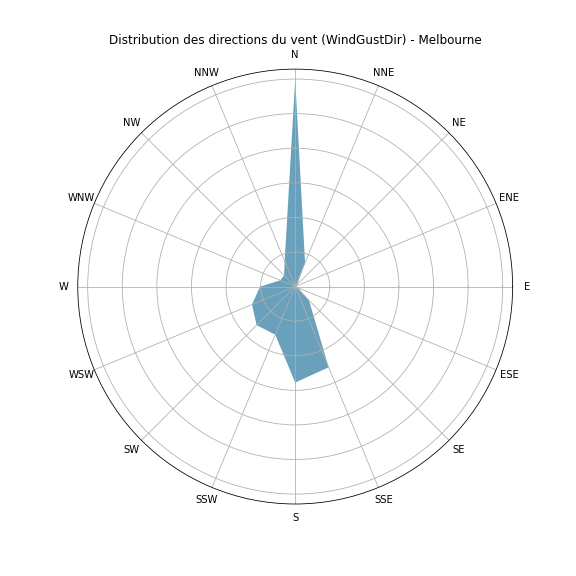 Distribution des directions du vent (WindGustDir) - Melbourne
N
NNW
NNE
NW
NE
WNW
ENE
W
E
WSW
ESE
SW
SE
SSW
SSE
S